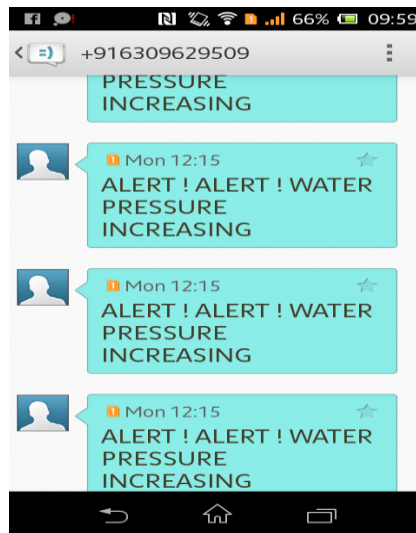 66% 09:59
+916309629509
PRESSURE
INCREASING
Mon 12:15
ALERT ! ALERT ! WATER
PRESSURE
INCREASING
Mon 12:15
ALERT ! ALERT ! WATER
PRESSURE
INCREASING
Mon 12:15
ALERT ! ALERT ! WATER
PRESSURE
INCREASING